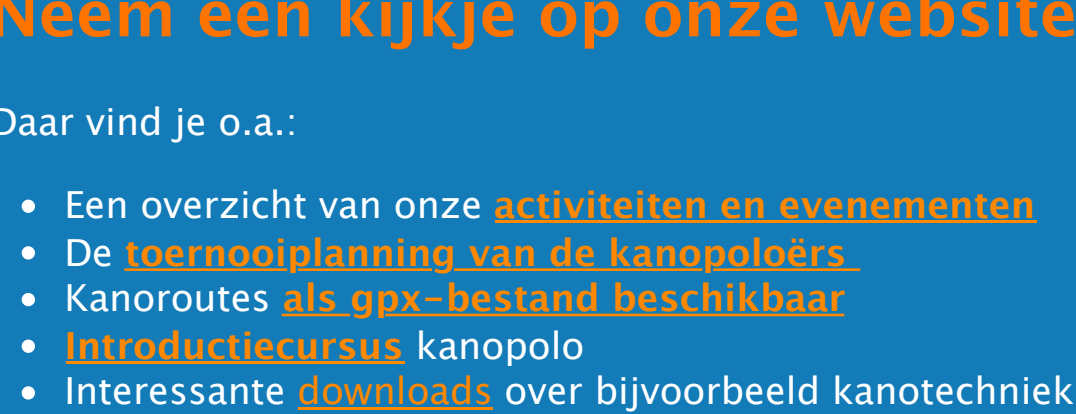 Neem een kijkje op onze website
Daar vind je o.a.:
• Een overzicht van onze activiteiten en evenementen
• De toernooiplanning van de kanopoloërs
• Kanoroutes als gpx-bestand beschikbaar
• Introductiecursus kanopolo
• Interessante downloads over bijvoorbeeld kanotechniek